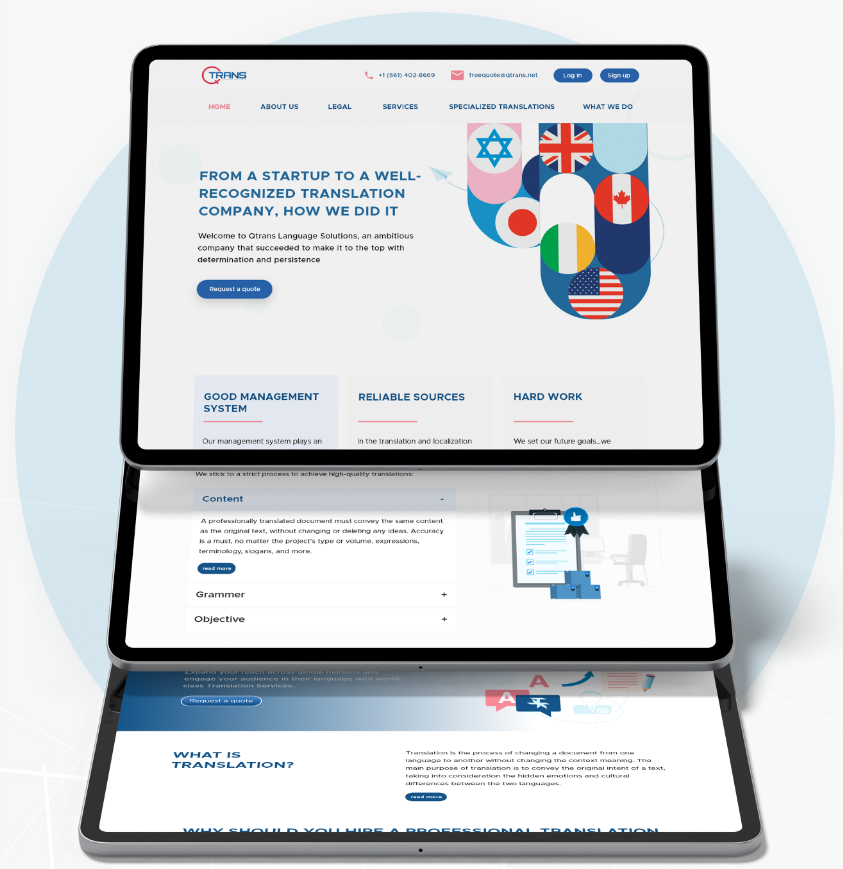 QTRANS
+1 (661) 402-8669
freequote@qtrans.net
Log in
Sign up
HOME
ABOUT US
LEGAL
SERVICES
SPECIALIZED TRANSLATIONS
WHAT WE DO
FROM A STARTUP TO A WELL-
RECOGNIZED TRANSLATION
COMPANY, HOW WE DID IT
Welcome to Qtrans Language Solutions, an ambitious
company that succeeded to make it to the top with
determination and persistence
Request a quote
GOOD MANAGEMENT
SYSTEM
Our management system plays an
RELIABLE SOURCES
In the translation and localization
HARD WORK
We set our future goals...we
We stick to a strict process to achieve high-quality translations:
Content -
A professionally translated document must convey the same content
as the original text, without changing or deleting any ideas. Accuracy
is a must, no matter the project's type or volume, expressions,
terminology, slogans, and more.
read more
Grammer +
Objective +
Expand your reach across global markets and
engage your audience in their language with world-
class Translation Services.
Request a quote
A
A
WHAT IS
TRANSLATION?
Translation is the process of changing a document from one
language to another without changing the context meaning. The
main purpose of translation is to convey the original intent of a text,
taking into consideration the hidden emotions and cultural
differences between the two languages.
read more
WHY SHOULD YOU HIRE A PROFESSIONAL TRANSLATION